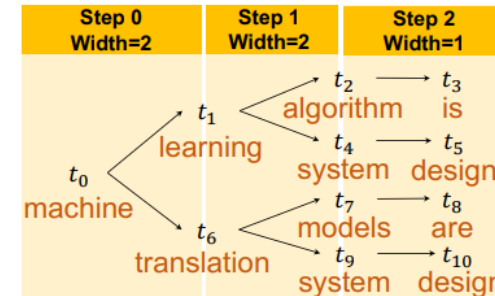 Step 0 Step 1 Step 2
Width=2 Width=2 Width=1
t2 t3
algorithm is
t1
learning
t4 t5
system design
t0
machine
t7 t8
models are
t6
translation
t9 t10
system design